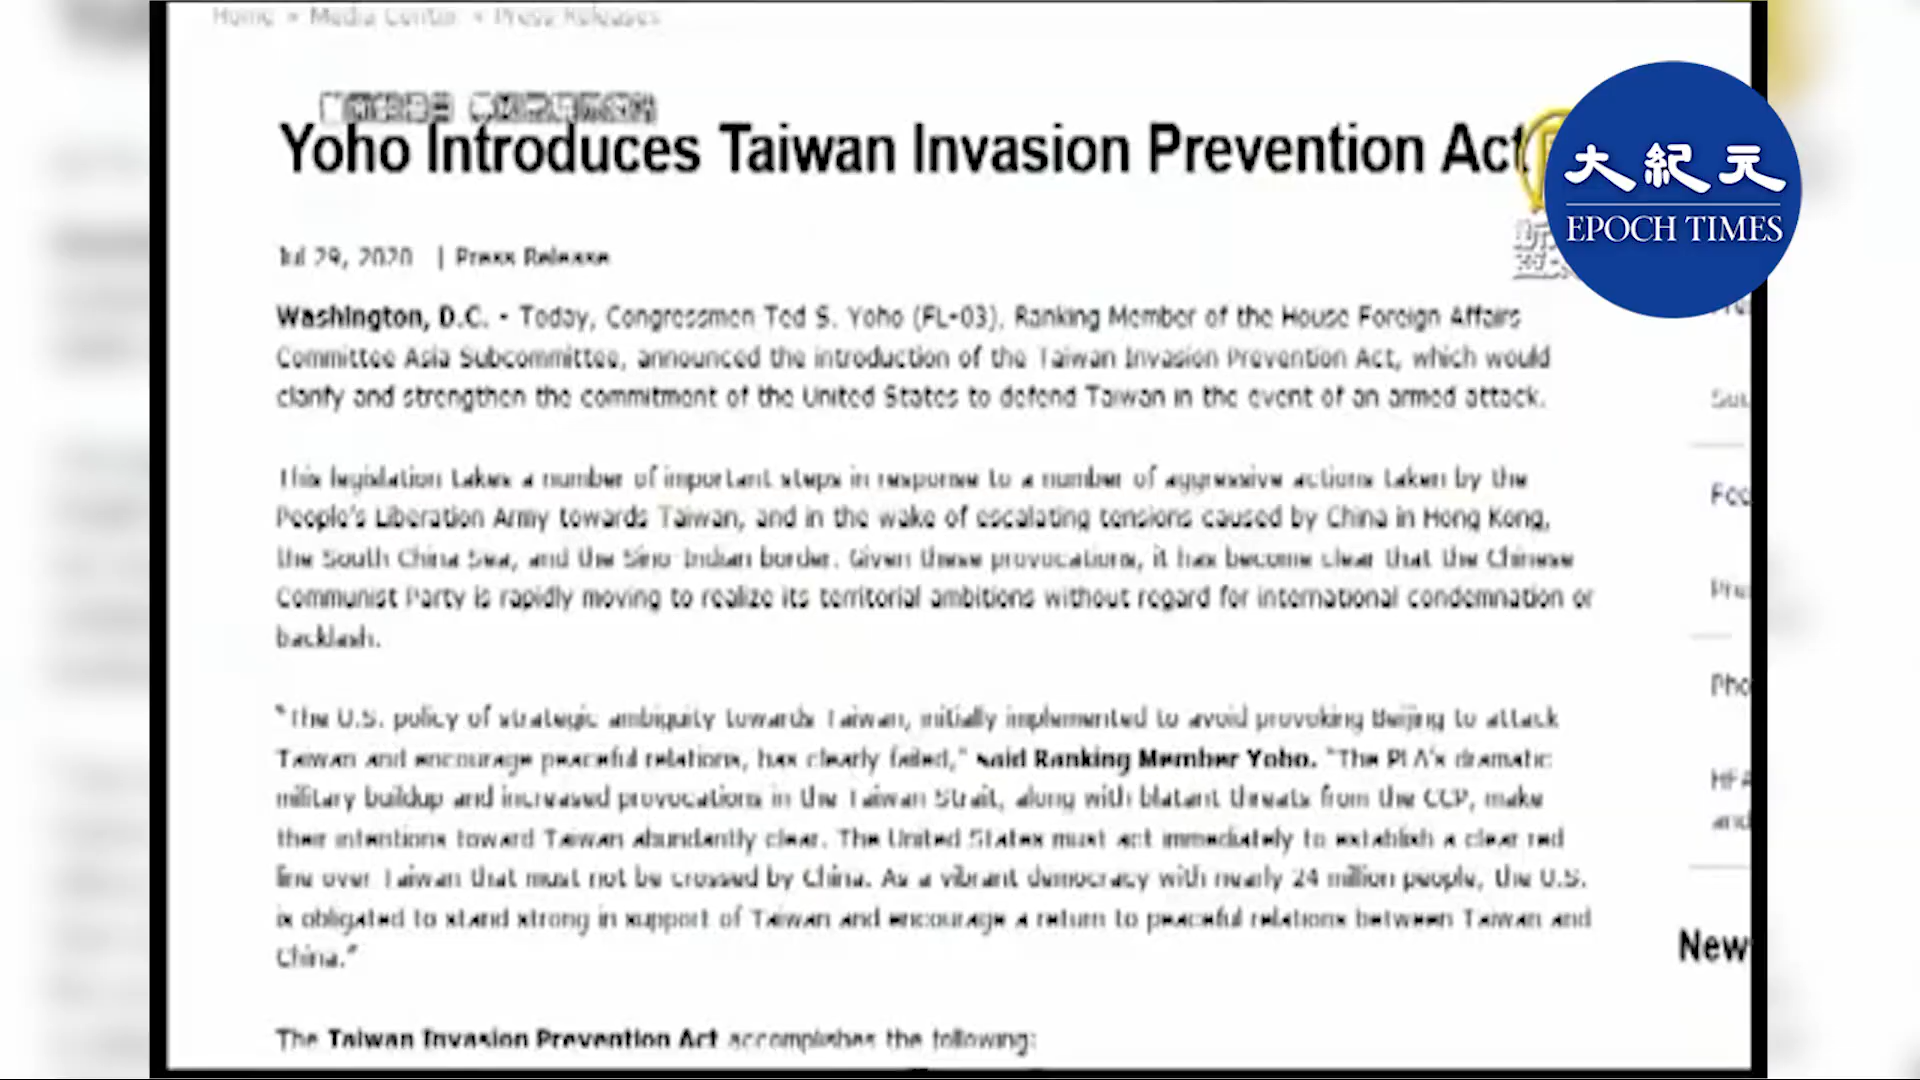 Home » Media Center » Press Releases
Yoho Introduces Taiwan Invasion Prevention Act
大紀元
EPOCH TIMES
Jul 29, 2020 | Press Release
Washington, D.C. - Today, Congressman Ted S. Yoho (FL-03), Ranking Member of the House Foreign Affairs
Committee Asia Subcommittee, announced the introduction of the Taiwan Invasion Prevention Act, which would
clarify and strengthen the commitment of the United States to defend Taiwan in the event of an armed attack.
This legislation takes a number of important steps in response to a number of aggressive actions taken by the
People's Liberation Army towards Taiwan, and in the wake of escalating tensions caused by China in Hong Kong,
the South China Sea, and the Sino-Indian border. Given these provocations, it has become clear that the Chinese
Communist Party is rapidly moving to realize its territorial ambitions without regard for international condemnation or
backlash.
"The U.S. policy of strategic ambiguity towards Taiwan, initially implemented to avoid provoking Beijing to attack
Taiwan and encourage peaceful relations, has clearly failed," said Ranking Member Yoho. "The PLA's dramatic
military buildup and increased provocations in the Taiwan Strait, along with blatant threats from the CCP, make
their intentions toward Taiwan abundantly clear. The United States must act immediately to establish a clear red
line over Taiwan that must not be crossed by China. As a vibrant democracy with nearly 24 million people, the U.S.
is obligated to stand strong in support of Taiwan and encourage a return to peaceful relations between Taiwan and
China."
The Taiwan Invasion Prevention Act accomplishes the following:
Pho
and
New